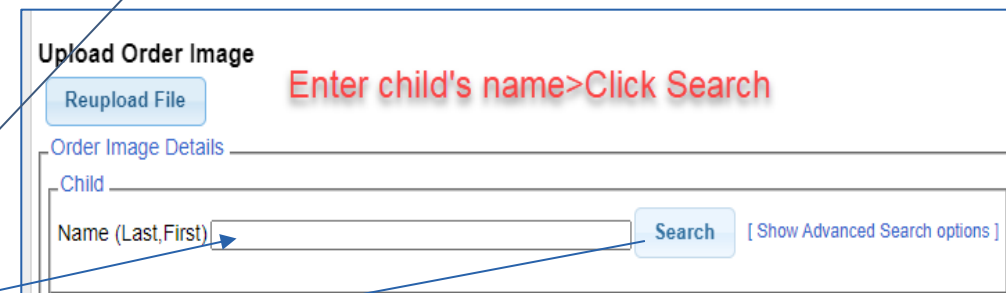 Upload Order Image
Enter child's name>Click Search
Reupload File
Order Image Details
Child
Name (Last,First)
Search
[ Show Advanced Search options ]